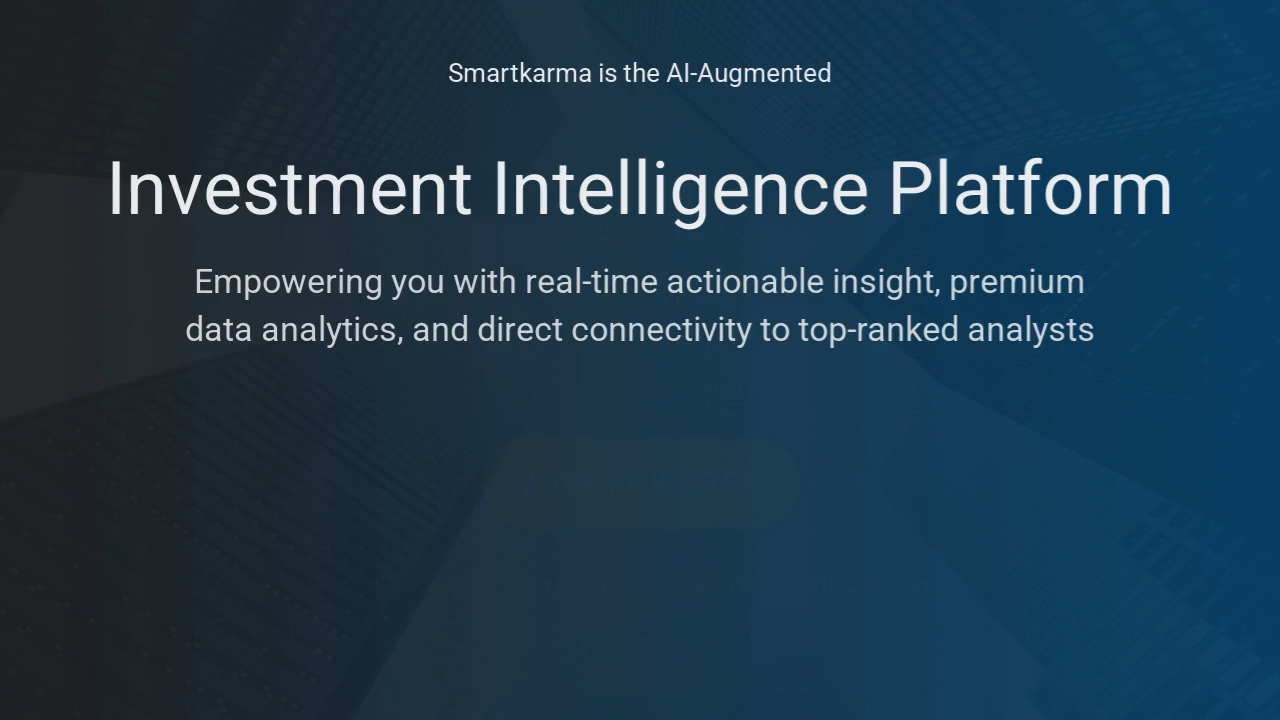 Smartkarma is the AI-Augmented
Investment Intelligence Platform
Empowering you with real-time actionable insight, premium
data analytics, and direct connectivity to top-ranked analysts